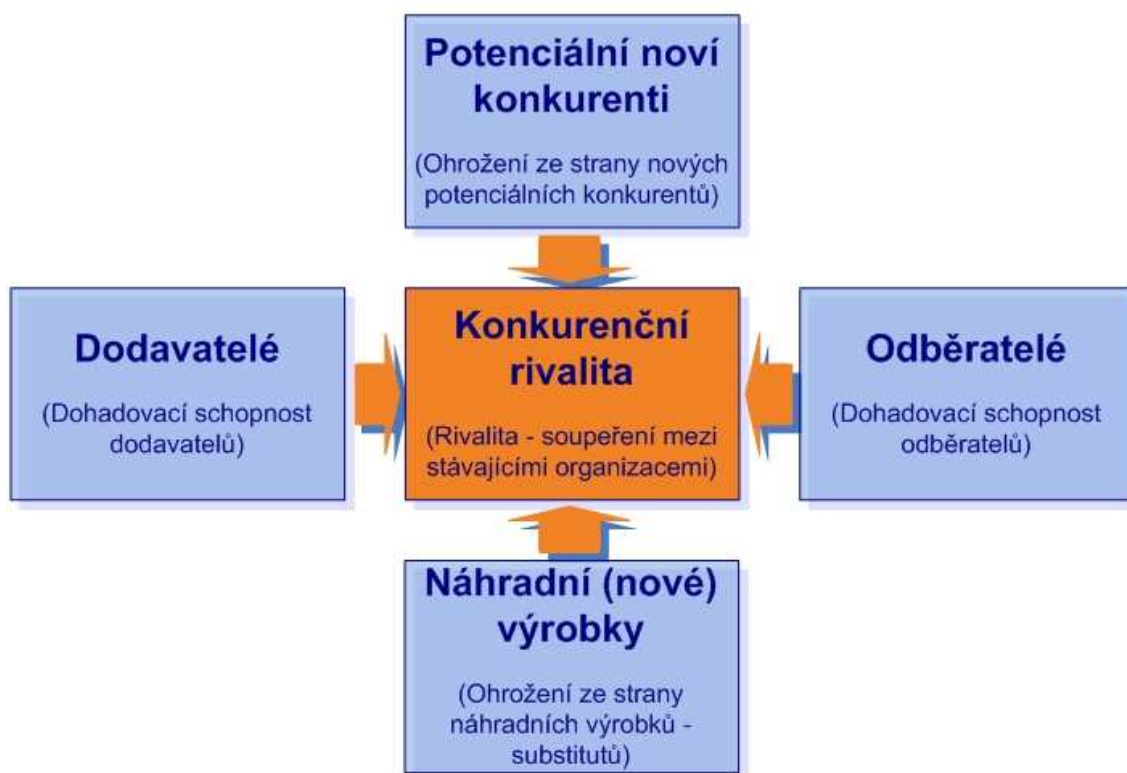 Potenciální noví
konkurenti
(Ohrožení ze strany nových
potenciálních konkurentů)
Dodavatelé
(Dohadovací schopnost
dodavatelů)
Konkurenční
rivalita
(Rivalita - soupeření mezi
stávajícími organizacemi)
Odběratelé
(Dohadovací schopnost
odběratelů)
Náhradní (nové)
výrobky
(Ohrožení ze strany
náhradních výrobků -
substitutů)